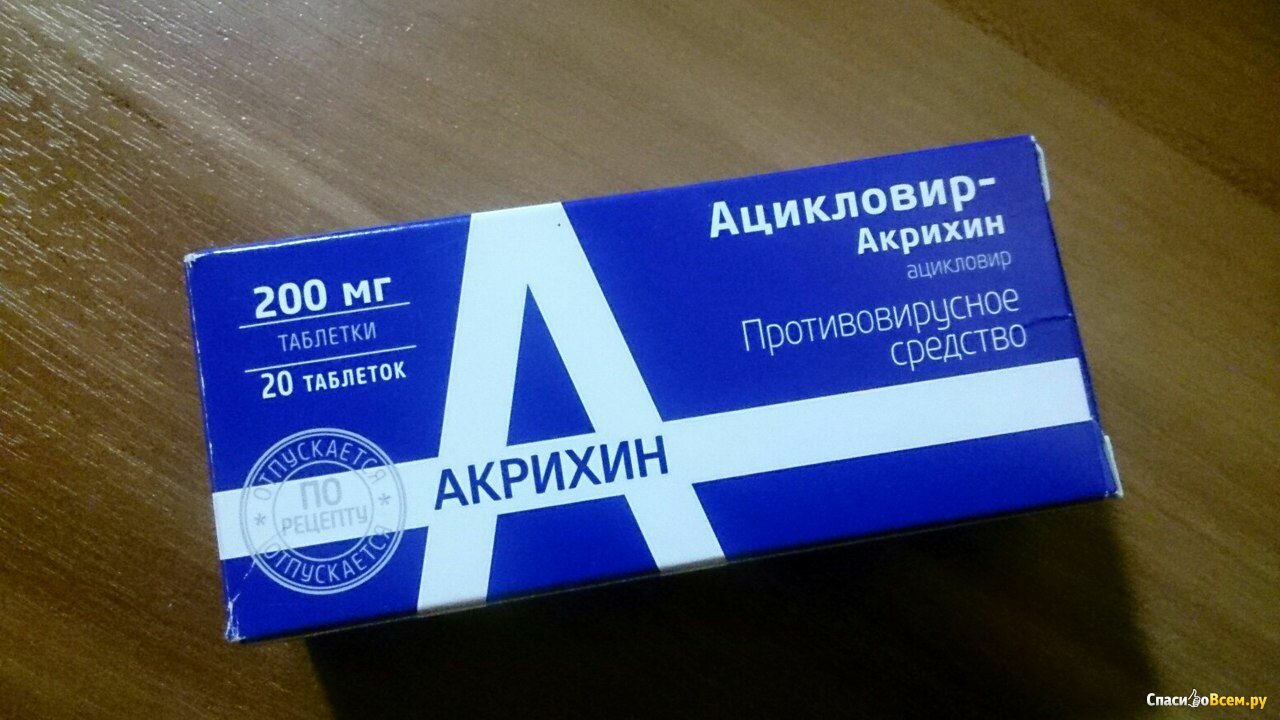 200 мг
ТАБЛЕТКИ
20 ТАБЛЕТОК
Ацикловир-
Акрихин
ацикловир
Противовирусное
средство
АКРИХИН
ОТПУСКАЕТСЯ
ПО
РЕЦЕПТУ
ОТПУСКАЕТСЯ
СпасибоВсем.ру